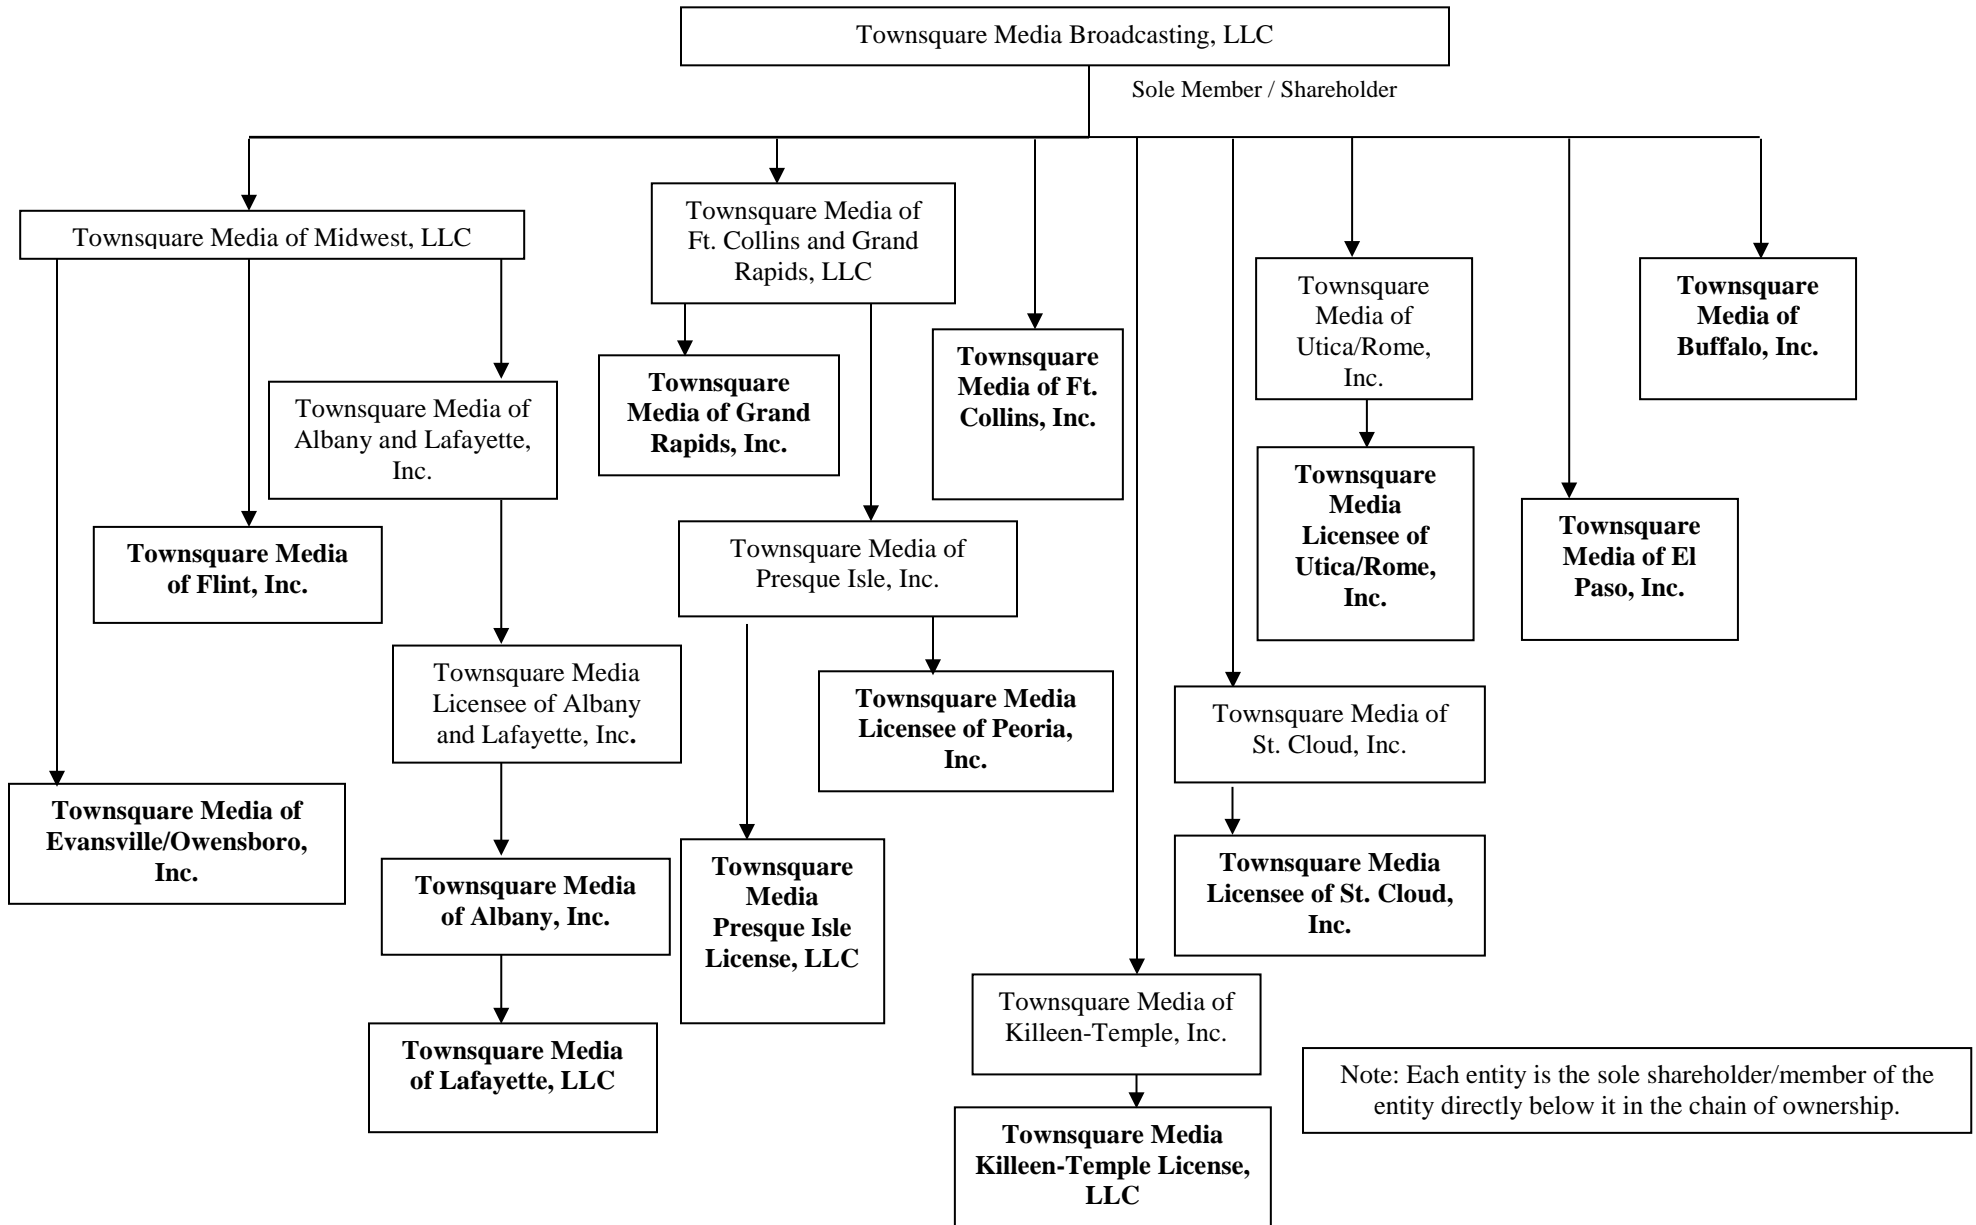 Townsquare Media Broadcasting, LLC
Sole Member / Shareholder
Townsquare Media of Midwest, LLC
Townsquare Media of
Ft. Collins and Grand
Rapids, LLC
Townsquare
Media of
Utica/Rome,
Inc.
Townsquare
Media of
Buffalo, Inc.
Townsquare
Media of Ft.
Collins, Inc.
Townsquare
Media of Grand
Rapids, Inc.
Townsquare Media of
Albany and Lafayette,
Inc.
Townsquare
Media
Licensee of
Utica/Rome,
Inc.
Townsquare
Media of El
Paso, Inc.
Townsquare Media
of Flint, Inc.
Townsquare Media of
Presque Isle, Inc.
Townsquare Media
Licensee of Albany
and Lafayette, Inc.
Townsquare Media
Licensee of Peoria,
Inc.
Townsquare Media of
St. Cloud, Inc.
Townsquare Media of
Evansville/Owensboro,
Inc.
Townsquare Media
of Albany, Inc.
Townsquare
Media
Presque Isle
License, LLC
Townsquare Media
Licensee of St. Cloud,
Inc.
Townsquare Media of
Killeen-Temple, Inc.
Townsquare Media
of Lafayette, LLC
Note: Each entity is the sole shareholder/member of the
entity directly below it in the chain of ownership.
Townsquare Media
Killeen-Temple License,
LLC